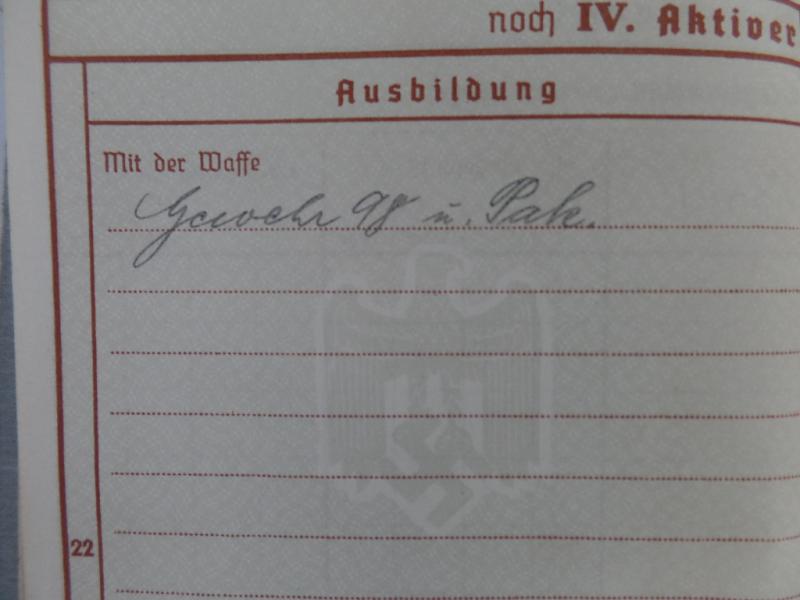 noch IV. Aktiver
Ausbildung
Mit der Waffe
Gewehr 98 u. Pak.
22